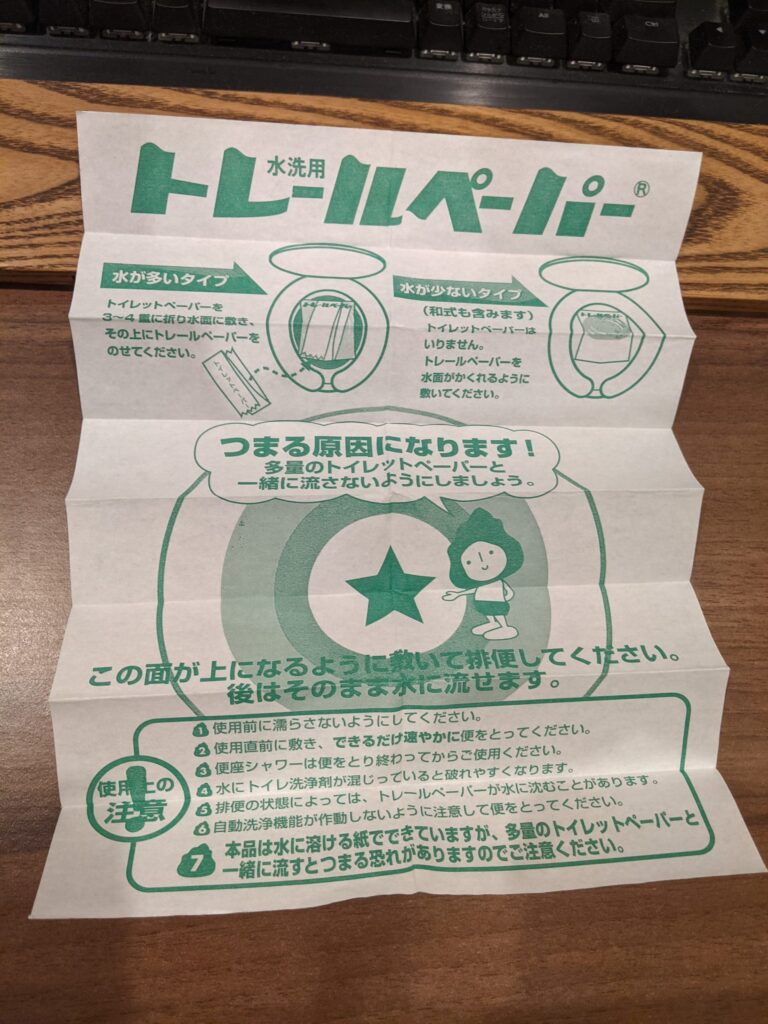 水洗用
トレールペーパー®
水が多いタイプ
トイレットペーパーを
3~4重に折り水面に敷き、
その上にトレールペーパーを
のせてください。
トレールペーパー
水が少ないタイプ
(和式も含みます)
トイレットペーパーは
いりません。
トレールペーパーを
水面がかくれるように
敷いてください。
トレールペーパー
つまる原因になります!
多量のトイレットペーパーと
一緒に流さないようにしましょう。
この面が上になるように敷いて排便してください。
後はそのまま水に流せます。
使用上の
注意
1 使用前に濡らさないようにしてください。
2 使用直前に敷き、できるだけ速やかに便をとってください。
3 便座シャワーは便をとり終わってからご使用ください。
4 水にトイレ洗浄剤が混じっていると破れやすくなります。
5 排便の状態によっては、トレールペーパーが水に沈むことがあります。
6 自動洗浄機能が作動しないように注意して便をとってください。
7 本品は水に溶ける紙でできていますが、多量のトイレットペーパーと
一緒に流すとつまる恐れがありますのでご注意ください。